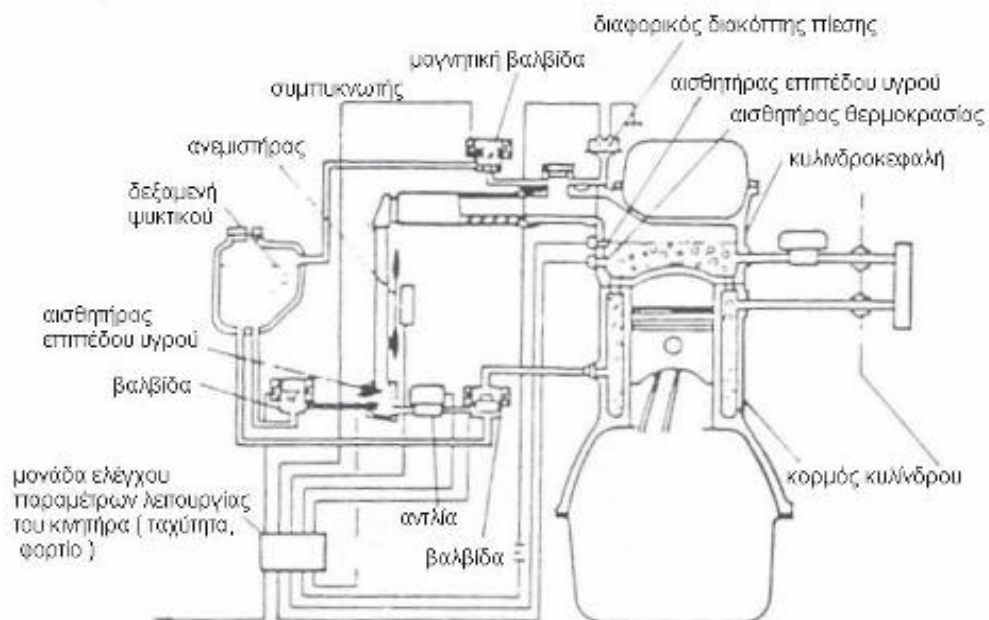 διαφορικός διακόπτης πίεσης
μαγνητική βαλβίδα
αισθητήρας επιπέδου υγρού
συμπυκνωτής
αισθητήρας θερμοκρασίας
ανεμιστήρας
κυλινδροκεφαλή
δεξαμενή
ψυκτικού
αισθητήρας
επιπέδου υγρού
βαλβίδα
μονάδα ελέγχου
παραμέτρων λειτουργίας
του κινητήρα ( ταχύτητα,
φορτίο )
αντλία
βαλβίδα
κορμός κυλίνδρου